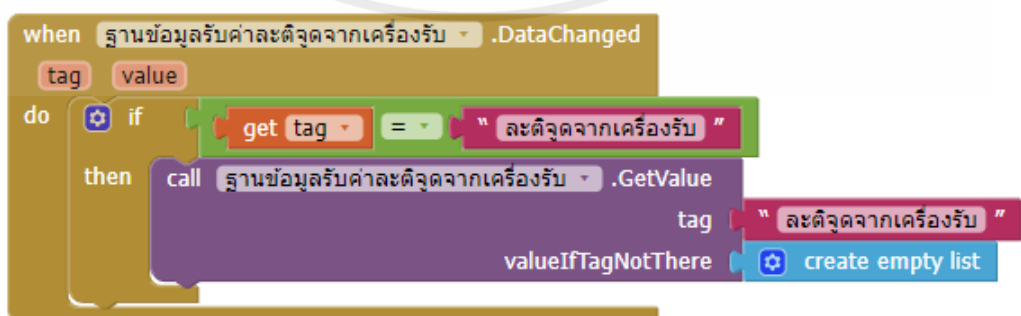 when ฐานข้อมูลรับค่าละติจูดจากเครื่องรับ .DataChanged
tag value
do if get tag = " ละติจูดจากเครื่องรับ "
then call ฐานข้อมูลรับค่าละติจูดจากเครื่องรับ .GetValue
tag " ละติจูดจากเครื่องรับ "
valueIfTagNotThere create empty list